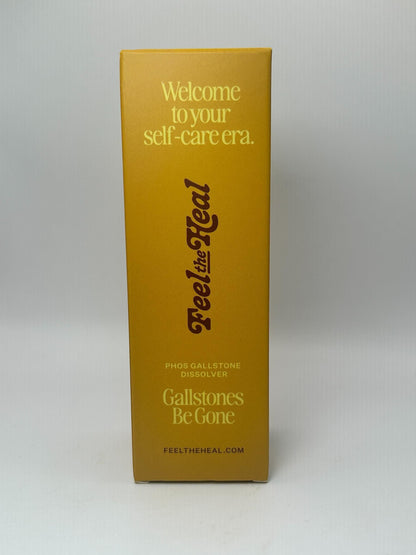 Welcome
to your
self-care era.
Feel the Heal
PHOS GALLSTONE
DISSOLVER
Gallstones
Be Gone
FEELTHEHEAL.COM